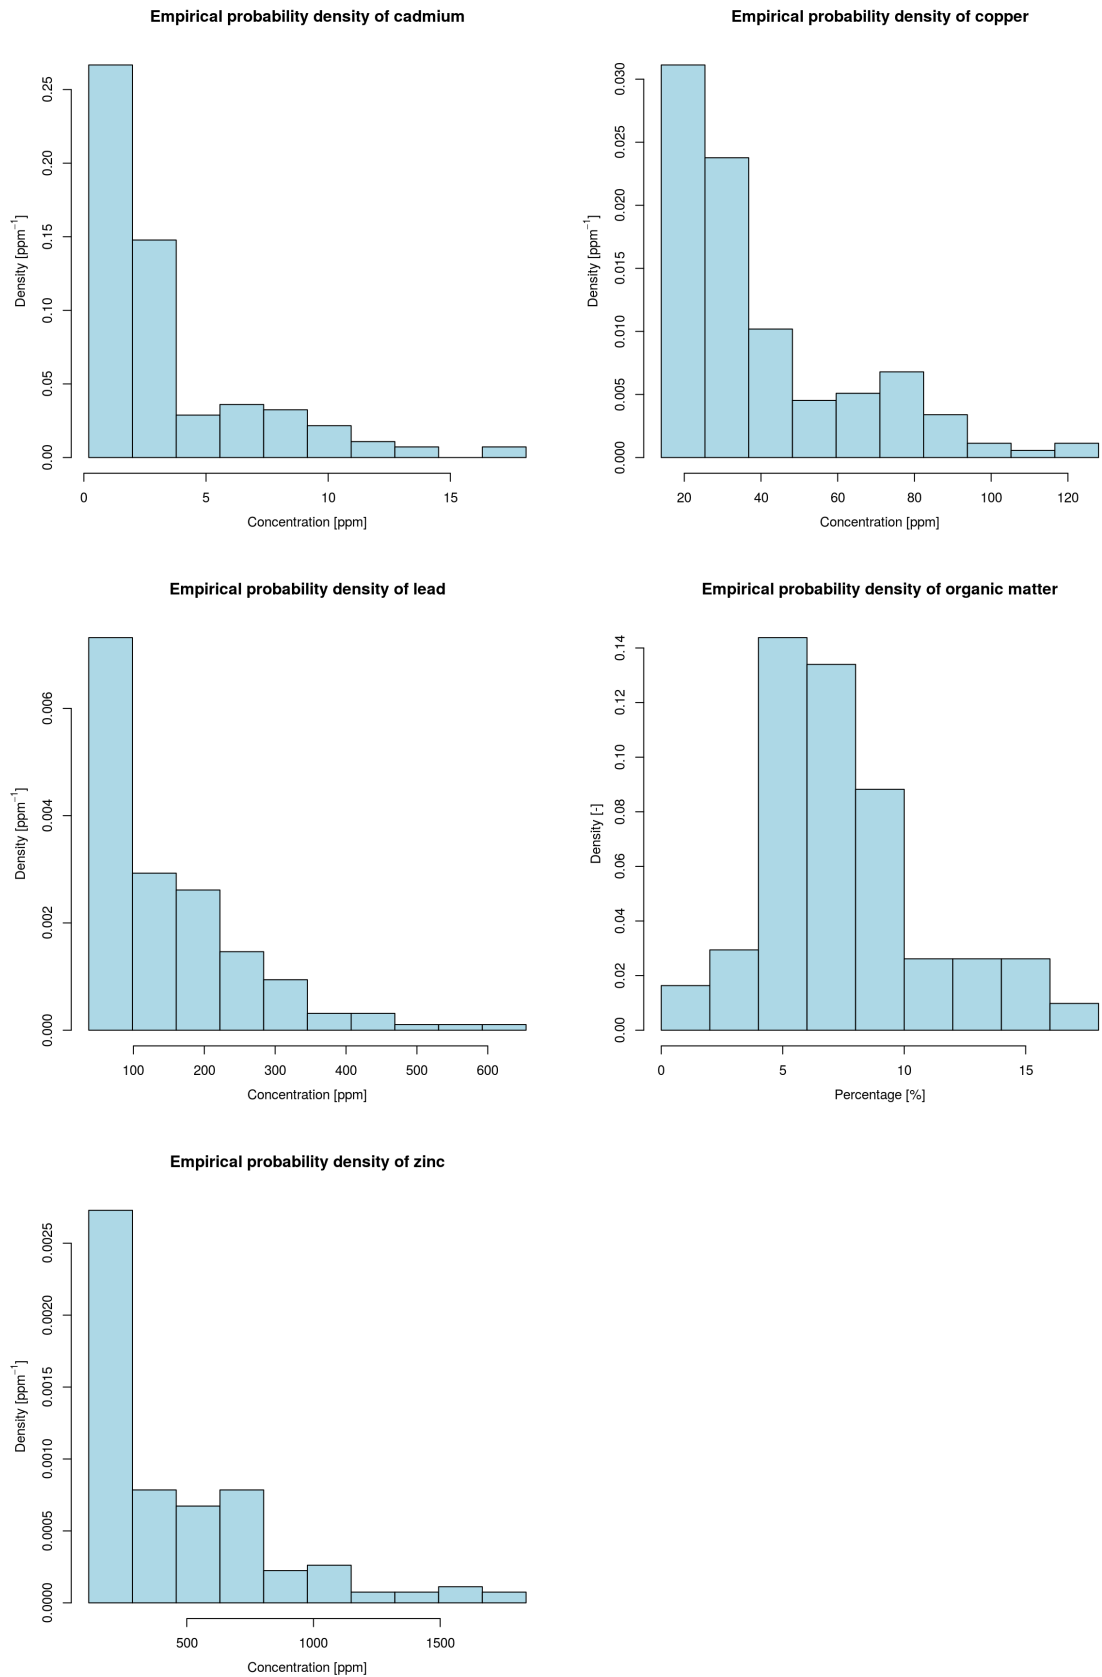 Empirical probability density of cadmium
Density [ppm⁻¹]
0.25
0.20
0.15
0.10
0.05
0.00
0 5 10 15
Concentration [ppm]
Empirical probability density of copper
Density [ppm⁻¹]
0.030
0.025
0.020
0.015
0.010
0.005
0.000
20 40 60 80 100 120
Concentration [ppm]
Empirical probability density of lead
Density [ppm⁻¹]
0.006
0.004
0.002
0.000
100 200 300 400 500 600
Concentration [ppm]
Empirical probability density of organic matter
Density [-]
0.14
0.12
0.10
0.08
0.06
0.04
0.02
0.00
0 5 10 15
Percentage [%]
Empirical probability density of zinc
Density [ppm⁻¹]
0.0025
0.0020
0.0015
0.0010
0.0005
0.0000
500 1000 1500
Concentration [ppm]